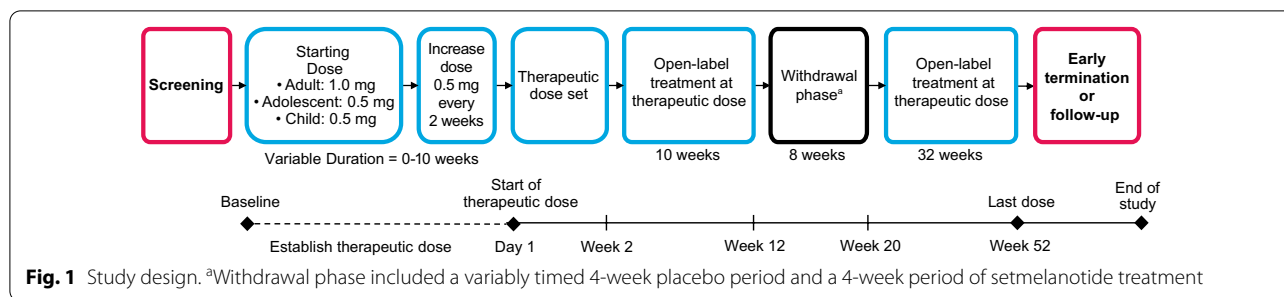 Screening
Starting
Dose
• Adult: 1.0 mg
• Adolescent: 0.5 mg
• Child: 0.5 mg
Increase
dose
0.5 mg
every
2 weeks
Variable Duration = 0-10 weeks
Therapeutic
dose set
Open-label
treatment at
therapeutic dose
10 weeks
Withdrawal
phaseᵃ
8 weeks
Open-label
treatment at
therapeutic dose
32 weeks
Early
termination
or
follow-up
Baseline
Establish therapeutic dose
Start of
therapeutic dose
Day 1
Week 2
Week 12
Week 20
Last dose
Week 52
End of
study
Fig. 1 Study design. ᵃWithdrawal phase included a variably timed 4-week placebo period and a 4-week period of setmelanotide treatment